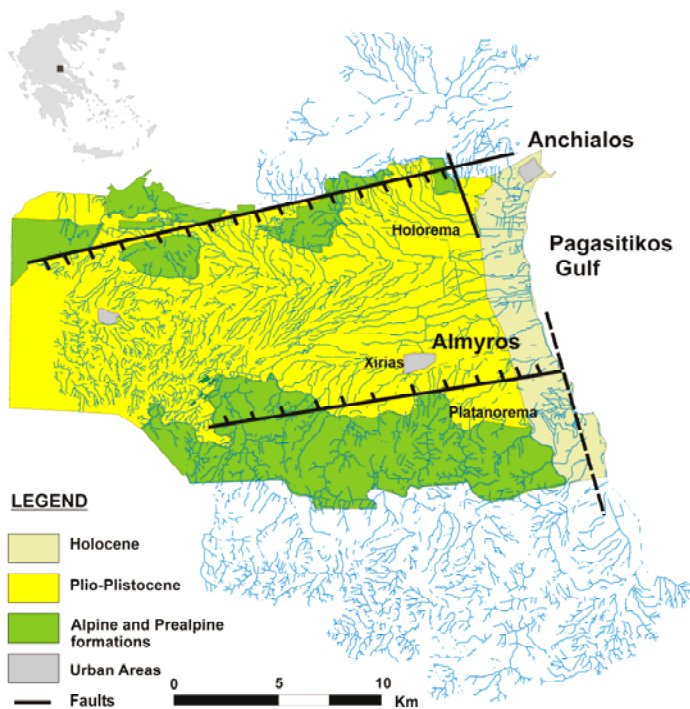 Anchialos
Holorema
Pagasitikos
Gulf
Almyros
Xirias
Platanorema
LEGEND
Holocene
Plio-Plistocene
Alpine and Prealpine
formations
Urban Areas
Faults
0 5 10
Km